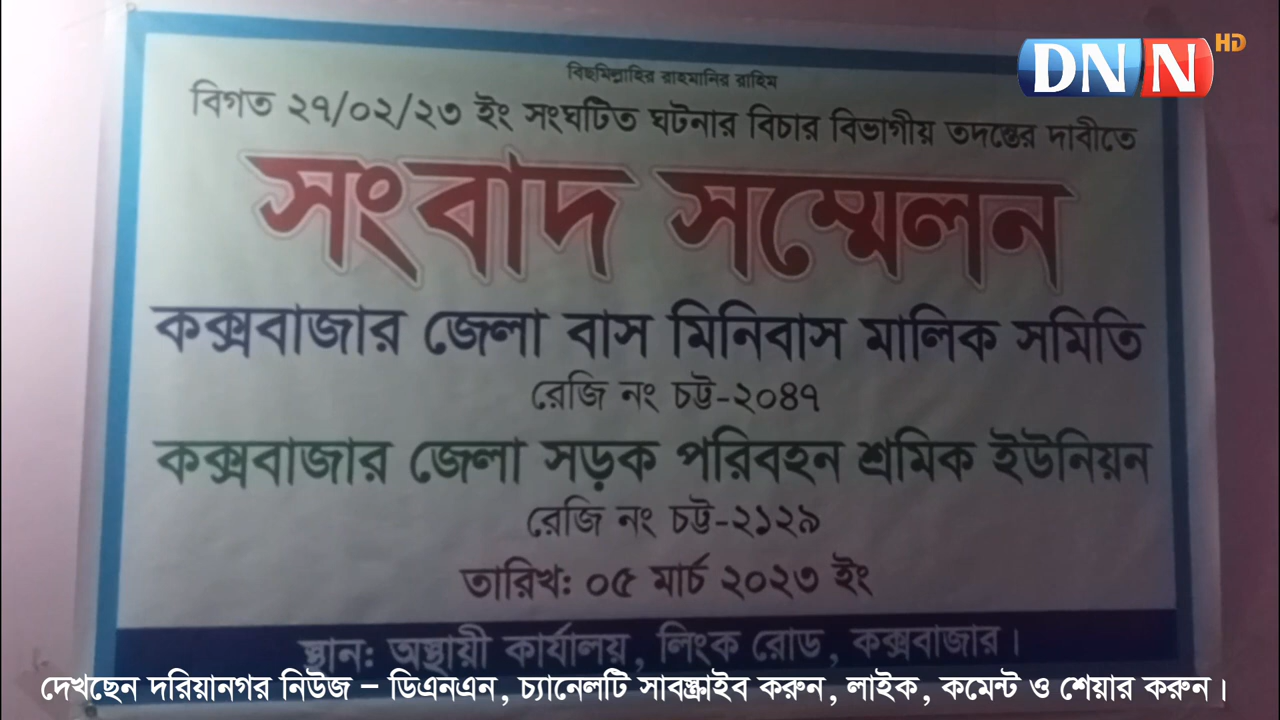 DNN HD
বিছমিল্লাহির রাহমানির রাহিম
বিগত ২৭/০২/২৩ ইং সংঘটিত ঘটনার বিচার বিভাগীয় তদন্তের দাবীতে
সংবাদ সম্মেলন
কক্সবাজার জেলা বাস মিনিবাস মালিক সমিতি
রেজি নং চট্ট-২০৪৭
কক্সবাজার জেলা সড়ক পরিবহন শ্রমিক ইউনিয়ন
রেজি নং চট্ট-২১২৯
তারিখ: ০৫ মার্চ ২০২৩ ইং
স্থান: অস্থায়ী কার্যালয়, লিংক রোড, কক্সবাজার।
দেখছেন দরিয়ানগর নিউজ – ডিএনএন, চ্যানেলটি সাবস্ক্রাইব করুন, লাইক, কমেন্ট ও শেয়ার করুন।